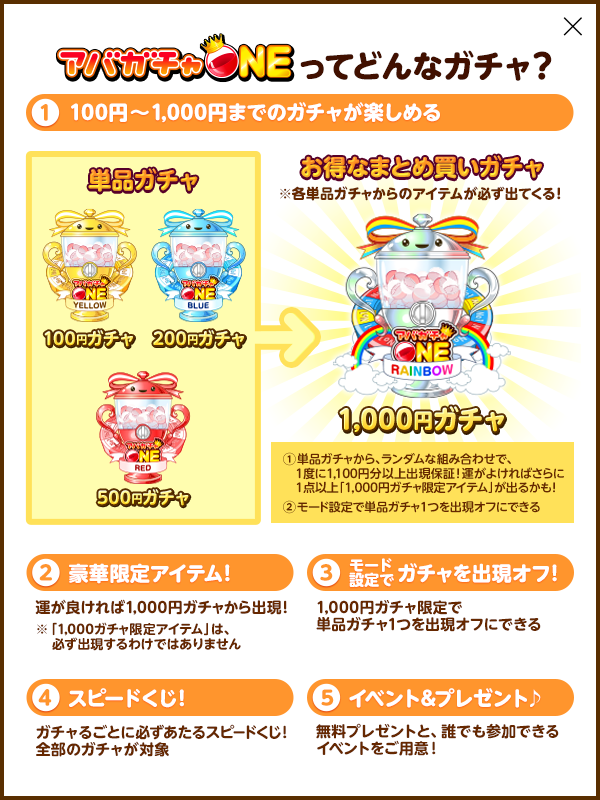 アバガチャONEってどんなガチャ？
① 100円～1,000円までのガチャが楽しめる
単品ガチャ
アバガチャ
ONE
YELLOW
100円ガチャ
アバガチャ
ONE
BLUE
200円ガチャ
アバガチャ
ONE
RED
500円ガチャ
お得なまとめ買いガチャ
※各単品ガチャからのアイテムが必ず出てくる！
アバガチャ
ONE
RAINBOW
1,000円ガチャ
①単品ガチャから、ランダムな組み合わせで、
1度に1,100円分以上出現保証！運がよければさらに
1点以上「1,000円ガチャ限定アイテム」が出るかも！
②モード設定で単品ガチャ1つを出現オフにできる
② 豪華限定アイテム！
運が良ければ1,000円ガチャから出現！
※「1,000ガチャ限定アイテム」は、
必ず出現するわけではありません
③ モード設定で ガチャを出現オフ！
1,000円ガチャ限定で
単品ガチャ1つを出現オフにできる
④ スピードくじ！
ガチャるごとに必ずあたるスピードくじ！
全部のガチャが対象
⑤ イベント&プレゼント♪
無料プレゼントと、誰でも参加できる
イベントをご用意！